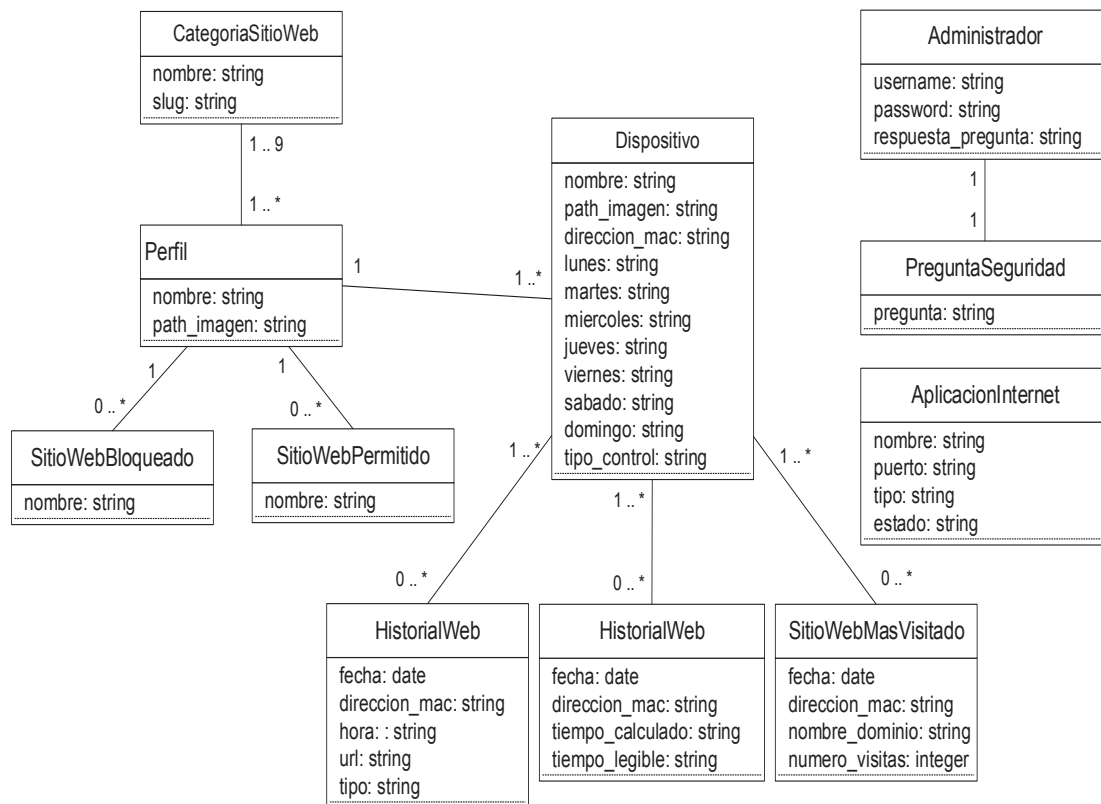 CategoriaSitioWeb
nombre: string
slug: string
1 .. 9
1 .. *
Perfil
nombre: string
path_imagen: string
1
1 .. *
1
0 .. *
1
0 .. *
SitioWebBloqueado
nombre: string
SitioWebPermitido
nombre: string
Dispositivo
nombre: string
path_imagen: string
direccion_mac: string
lunes: string
martes: string
miercoles: string
jueves: string
viernes: string
sabado: string
domingo: string
tipo_control: string
1 .. *
0 .. *
1 .. *
0 .. *
1 .. *
0 .. *
HistorialWeb
fecha: date
direccion_mac: string
hora: : string
url: string
tipo: string
HistorialWeb
fecha: date
direccion_mac: string
tiempo_calculado: string
tiempo_legible: string
SitioWebMasVisitado
fecha: date
direccion_mac: string
nombre_dominio: string
numero_visitas: integer
Administrador
username: string
password: string
respuesta_pregunta: string
1
1
PreguntaSeguridad
pregunta: string
AplicacionInternet
nombre: string
puerto: string
tipo: string
estado: string